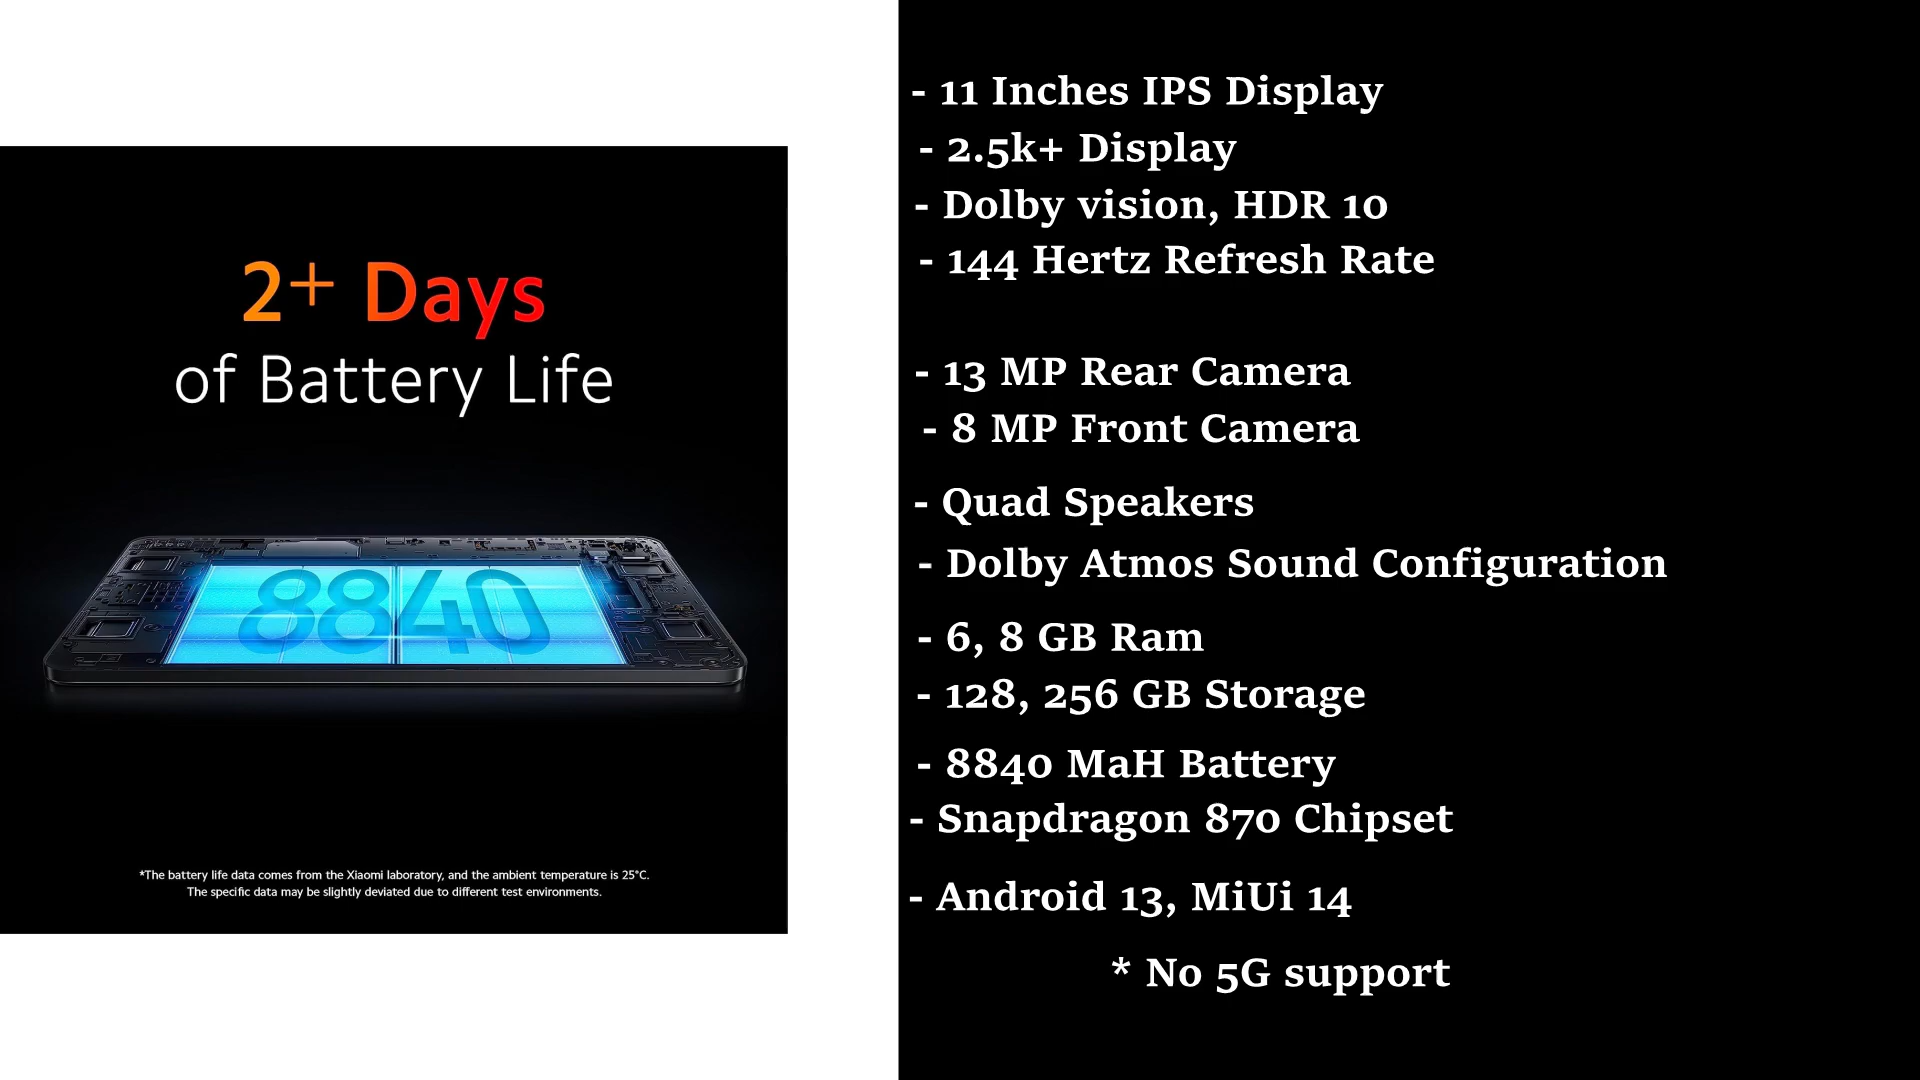 2+ Days
of Battery Life
8840
*The battery life data comes from the Xiaomi laboratory, and the ambient temperature is 25°C.
The specific data may be slightly deviated due to different test environments.
- 11 Inches IPS Display
- 2.5k+ Display
- Dolby vision, HDR 10
- 144 Hertz Refresh Rate
- 13 MP Rear Camera
- 8 MP Front Camera
- Quad Speakers
- Dolby Atmos Sound Configuration
- 6, 8 GB Ram
- 128, 256 GB Storage
- 8840 MaH Battery
- Snapdragon 870 Chipset
- Android 13, MiUi 14
* No 5G support